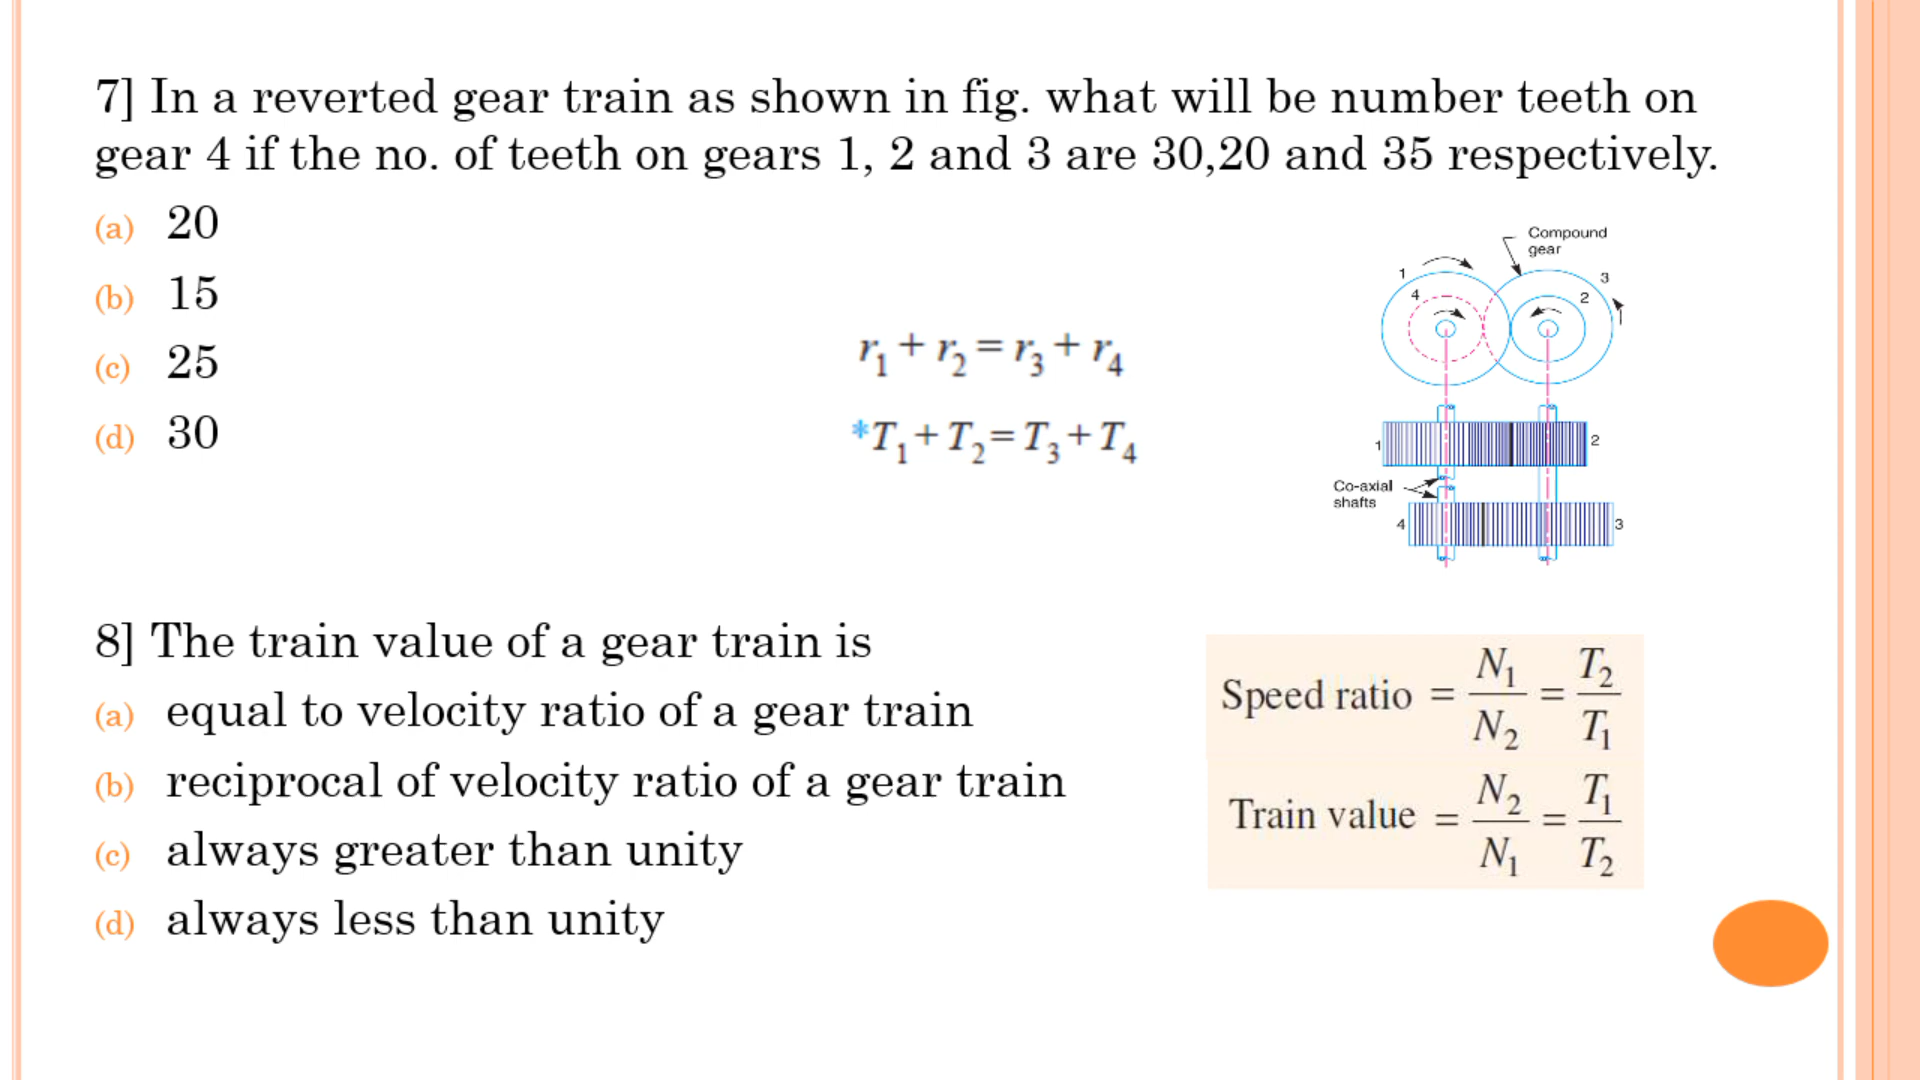 7] In a reverted gear train as shown in fig. what will be number teeth on
gear 4 if the no. of teeth on gears 1, 2 and 3 are 30,20 and 35 respectively.
(a) 20
(b) 15
(c) 25
(d) 30
r₁ + r₂ = r₃ + r₄
*T₁ + T₂ = T₃ + T₄
Compound
gear
1
3
4
2
1
2
Co-axial
shafts
4
3
8] The train value of a gear train is
(a) equal to velocity ratio of a gear train
(b) reciprocal of velocity ratio of a gear train
(c) always greater than unity
(d) always less than unity
Speed ratio = N₁/N₂ = T₂/T₁
Train value = N₂/N₁ = T₁/T₂